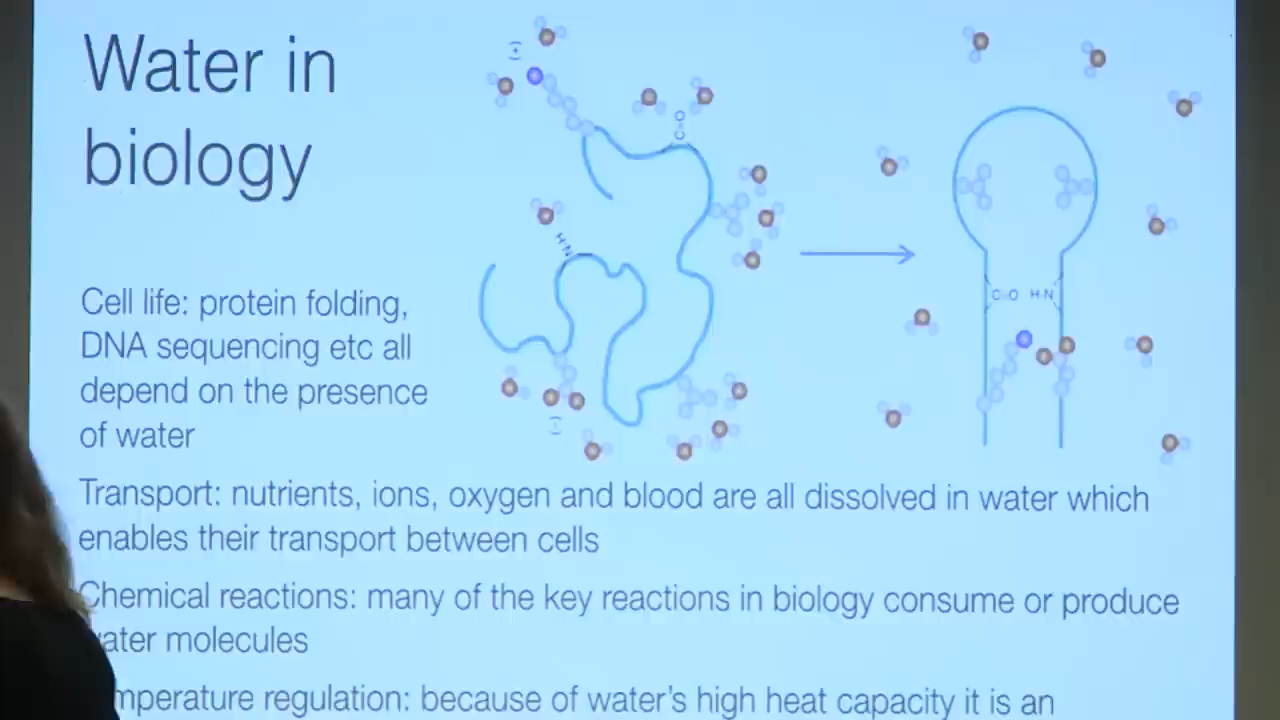 Water in
biology
Cell life: protein folding,
DNA sequencing etc all
depend on the presence
of water
Transport: nutrients, ions, oxygen and blood are all dissolved in water which
enables their transport between cells
Chemical reactions: many of the key reactions in biology consume or produce
ater molecules
mperature regulation: because of water's high heat capacity it is an
C=O
H-N
C=O H-N